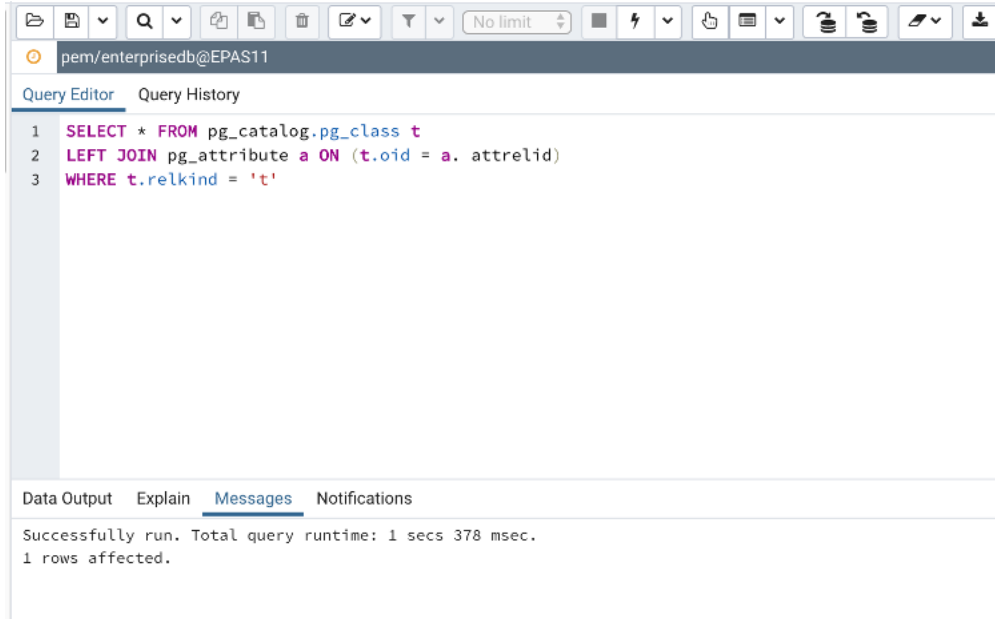 No limit
pem/enterprisedb@EPAS11
Query Editor Query History
1 SELECT * FROM pg_catalog.pg_class t
2 LEFT JOIN pg_attribute a ON (t.oid = a. attrelid)
3 WHERE t.relkind = 't'
Data Output Explain Messages Notifications
Successfully run. Total query runtime: 1 secs 378 msec.
1 rows affected.